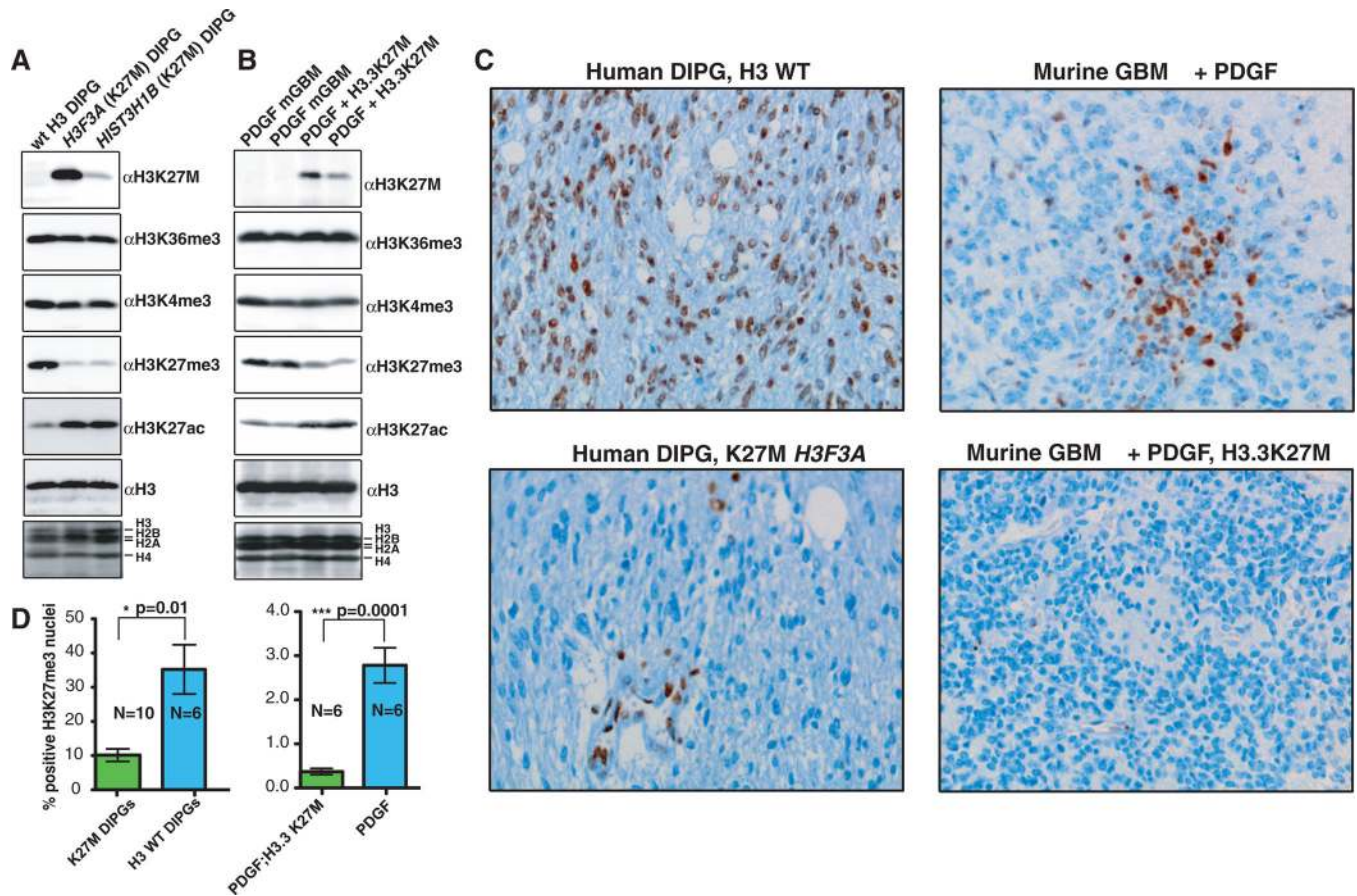 A
wt H3 DIPG
H3F3A (K27M) DIPG
HIST3H1B (K27M) DIPG
αH3K27M
αH3K36me3
αH3K4me3
αH3K27me3
αH3K27ac
αH3
H3
H2B
H2A
H4
B
PDGF mGBM
PDGF mGBM
PDGF + H3.3K27M
PDGF + H3.3K27M
αH3K27M
αH3K36me3
αH3K4me3
αH3K27me3
αH3K27ac
αH3
H3
H2B
H2A
H4
C
Human DIPG, H3 WT
Murine GBM + PDGF
Human DIPG, K27M H3F3A
Murine GBM + PDGF, H3.3K27M
D
% positive H3K27me3 nuclei
50
40
30
20
10
0
* p=0.01
N=10
N=6
K27M DIPGs
H3 WT DIPGs
4.0
3.0
2.0
1.0
0.0
*** p=0.0001
N=6
N=6
PDGF;H3.3 K27M
PDGF